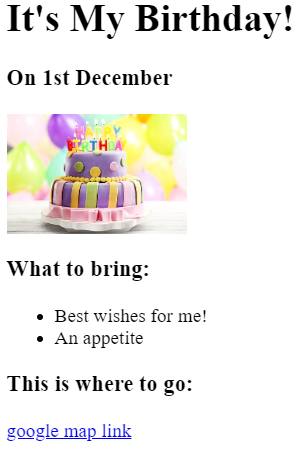 It's My Birthday!
On 1st December
HAPPY
BIRTHDAY
What to bring:
Best wishes for me!
An appetite
This is where to go:
google map link